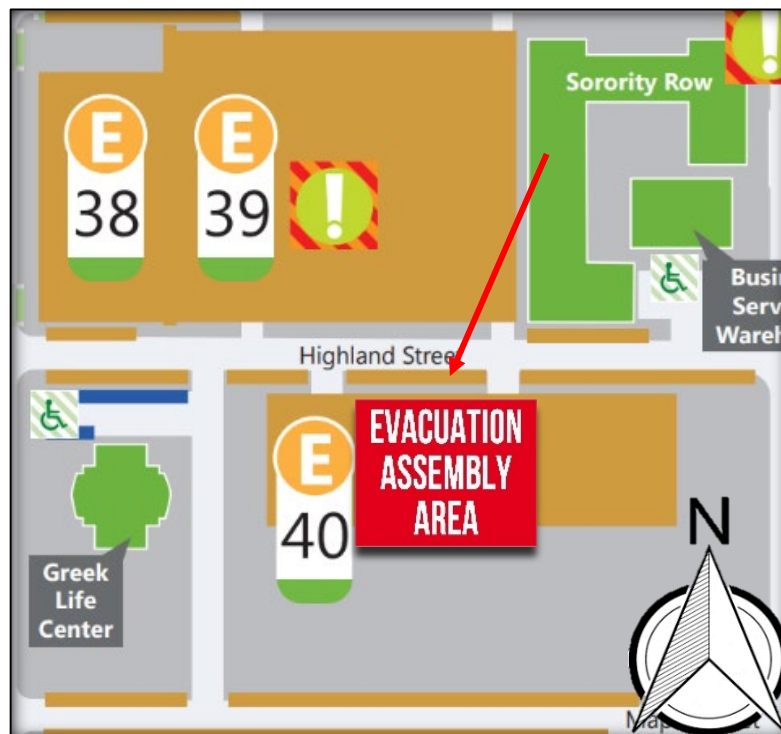 Sorority Row
E
38
E
39
Highland Street
EVACUATION
ASSEMBLY
AREA
E
40
Greek
Life
Center
N